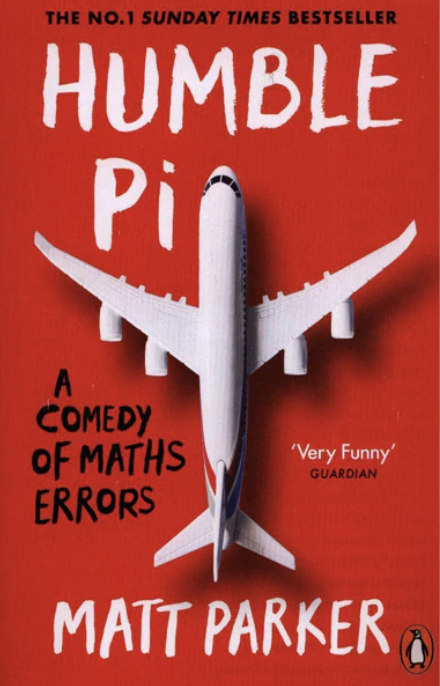 THE NO.1 SUNDAY TIMES BESTSELLER
HUMBLE
Pi
A
COMEDY
OF MATHS
ERRORS
'Very Funny'
GUARDIAN
MATT PARKER